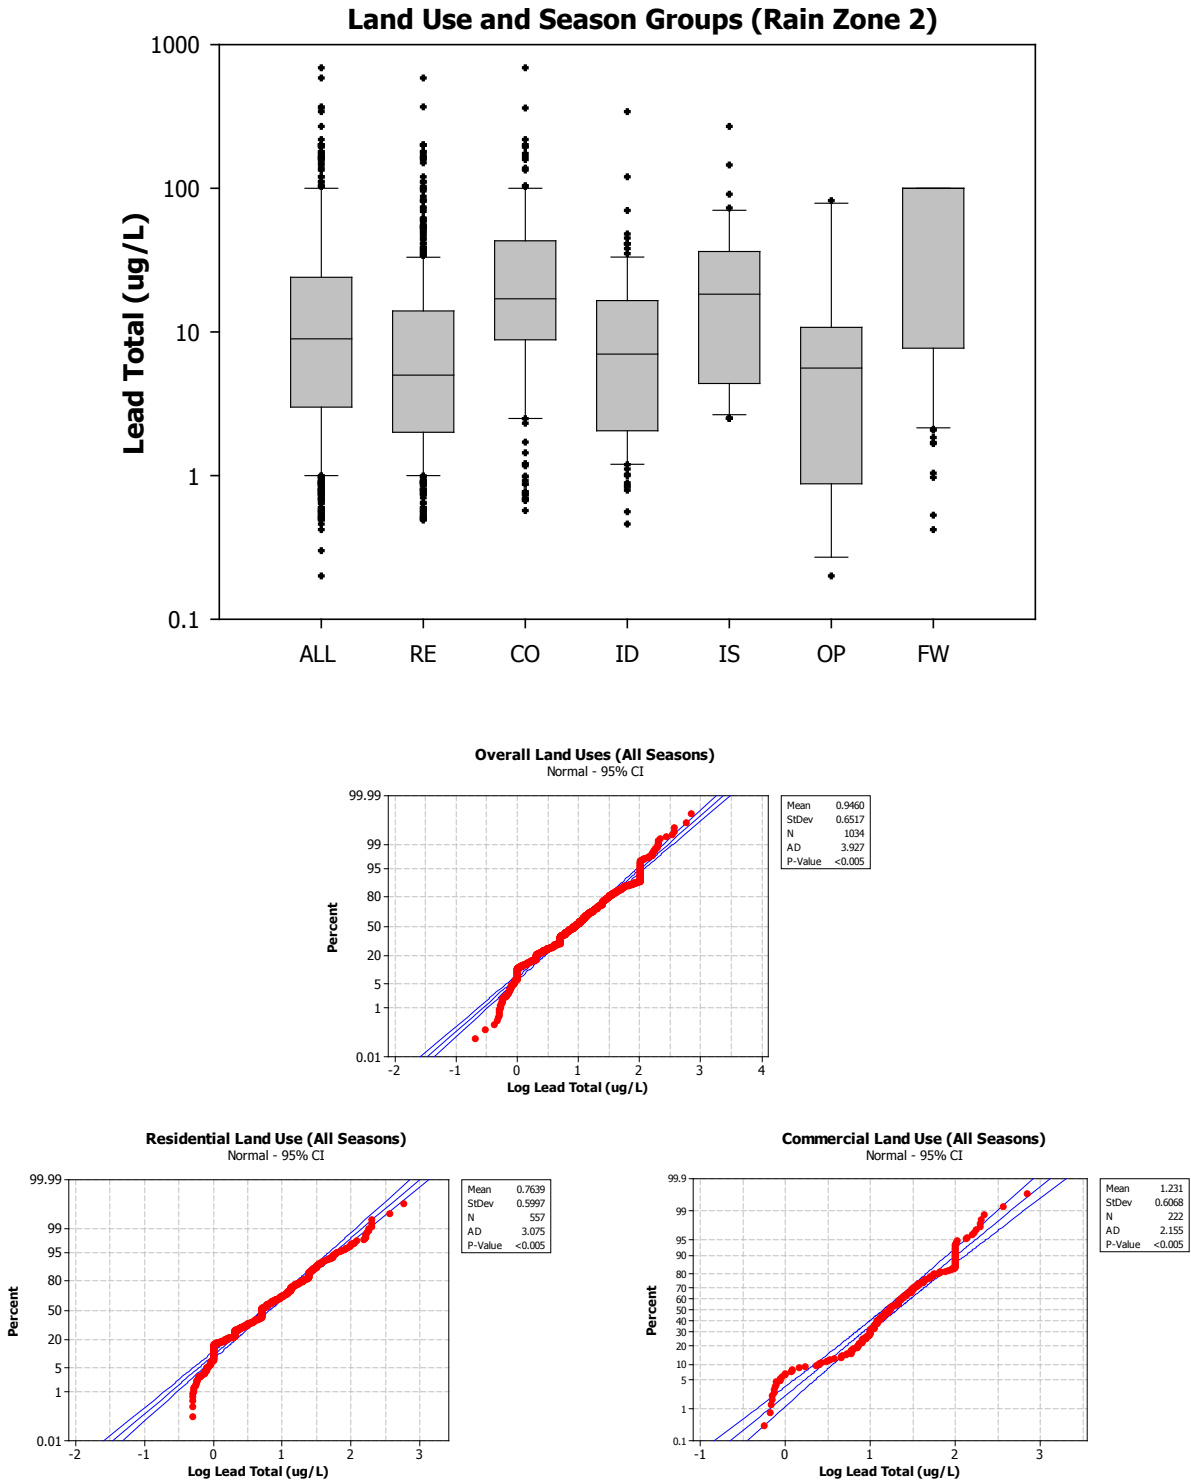 Land Use and Season Groups (Rain Zone 2)
1000
100
10
1
0.1
Lead Total (ug/L)
ALL RE CO ID IS OP FW
Overall Land Uses (All Seasons)
Normal - 95% CI
99.99
99
95
80
50
20
5
1
0.01
Percent
-2 -1 0 1 2 3 4
Log Lead Total (ug/L)
Mean 0.9460
StDev 0.6517
N 1034
AD 3.927
P-Value <0.005
Residential Land Use (All Seasons)
Normal - 95% CI
99.99
99
95
80
50
20
5
1
0.01
Percent
-2 -1 0 1 2 3
Log Lead Total (ug/L)
Mean 0.7639
StDev 0.5997
N 557
AD 3.075
P-Value <0.005
Commercial Land Use (All Seasons)
Normal - 95% CI
99.9
99
95
90
80
70
60
50
40
30
20
10
5
1
0.1
Percent
-1 0 1 2 3
Log Lead Total (ug/L)
Mean 1.231
StDev 0.6068
N 222
AD 2.155
P-Value <0.005